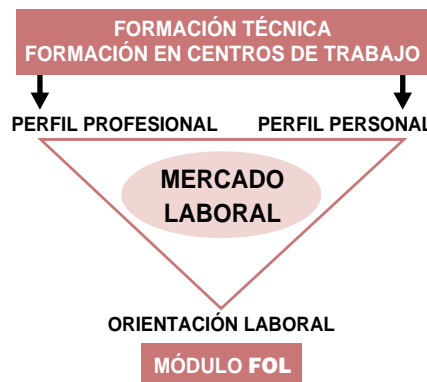 FORMACIÓN TÉCNICA
FORMACIÓN EN CENTROS DE TRABAJO
PERFIL PROFESIONAL PERFIL PERSONAL
MERCADO
LABORAL
ORIENTACIÓN LABORAL
MÓDULO FOL